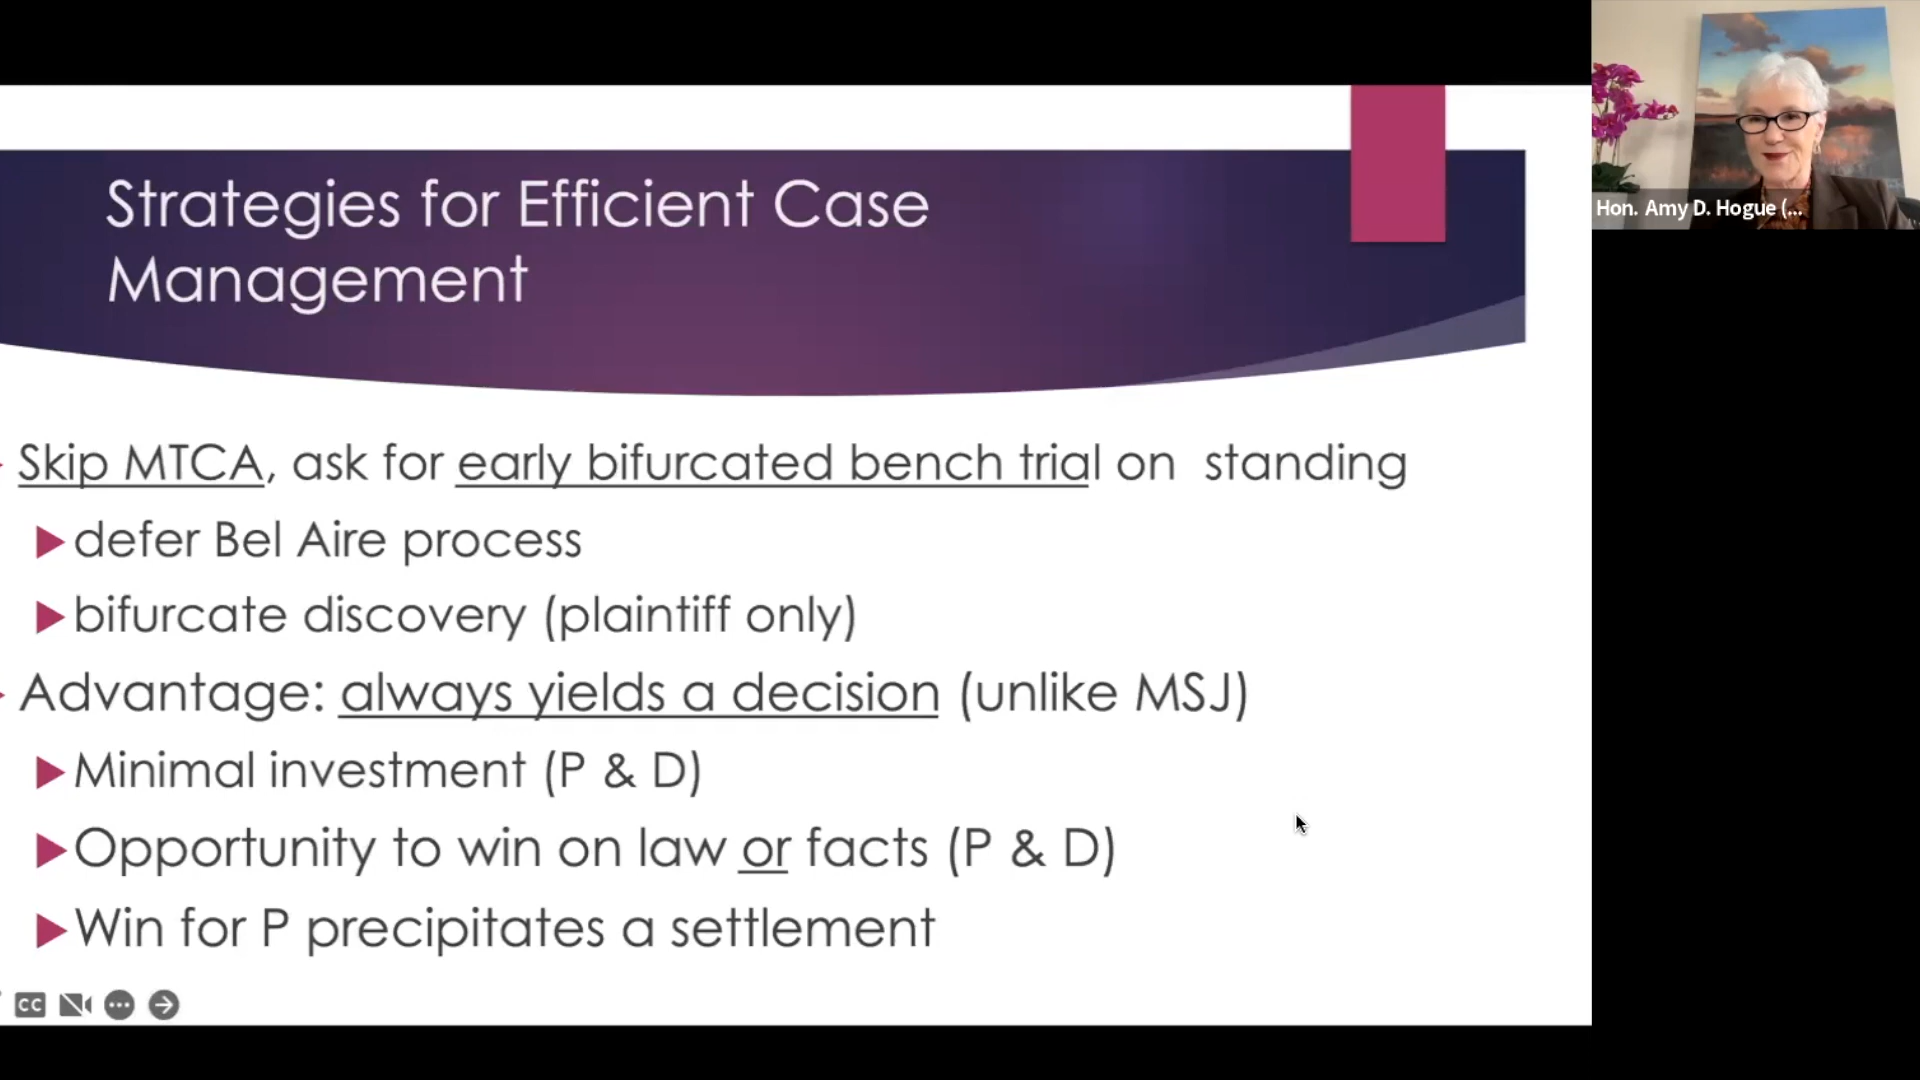 Strategies for Efficient Case
Management
Skip MTCA, ask for early bifurcated bench trial on standing
defer Bel Aire process
bifurcate discovery (plaintiff only)
Advantage: always yields a decision (unlike MSJ)
Minimal investment (P & D)
Opportunity to win on law or facts (P & D)
Win for P precipitates a settlement
CC
Hon. Amy D. Hogue (...